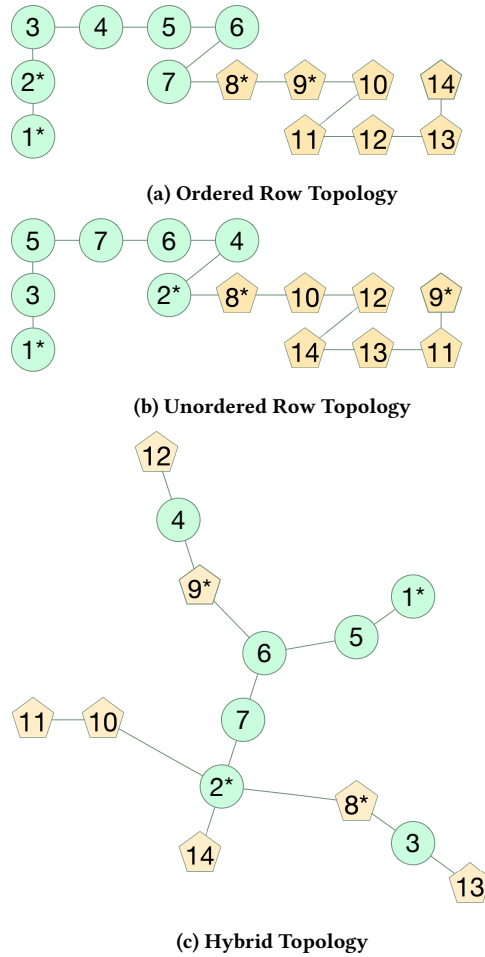 3 4 5 6
2* 7 8* 9* 10 14
1* 11 12 13
(a) Ordered Row Topology
5 7 6 4
3 2* 8* 10 12 9*
1* 14 13 11
(b) Unordered Row Topology
12
4
9* 1*
5
6
11 10 7
2*
8*
3
14
13
(c) Hybrid Topology